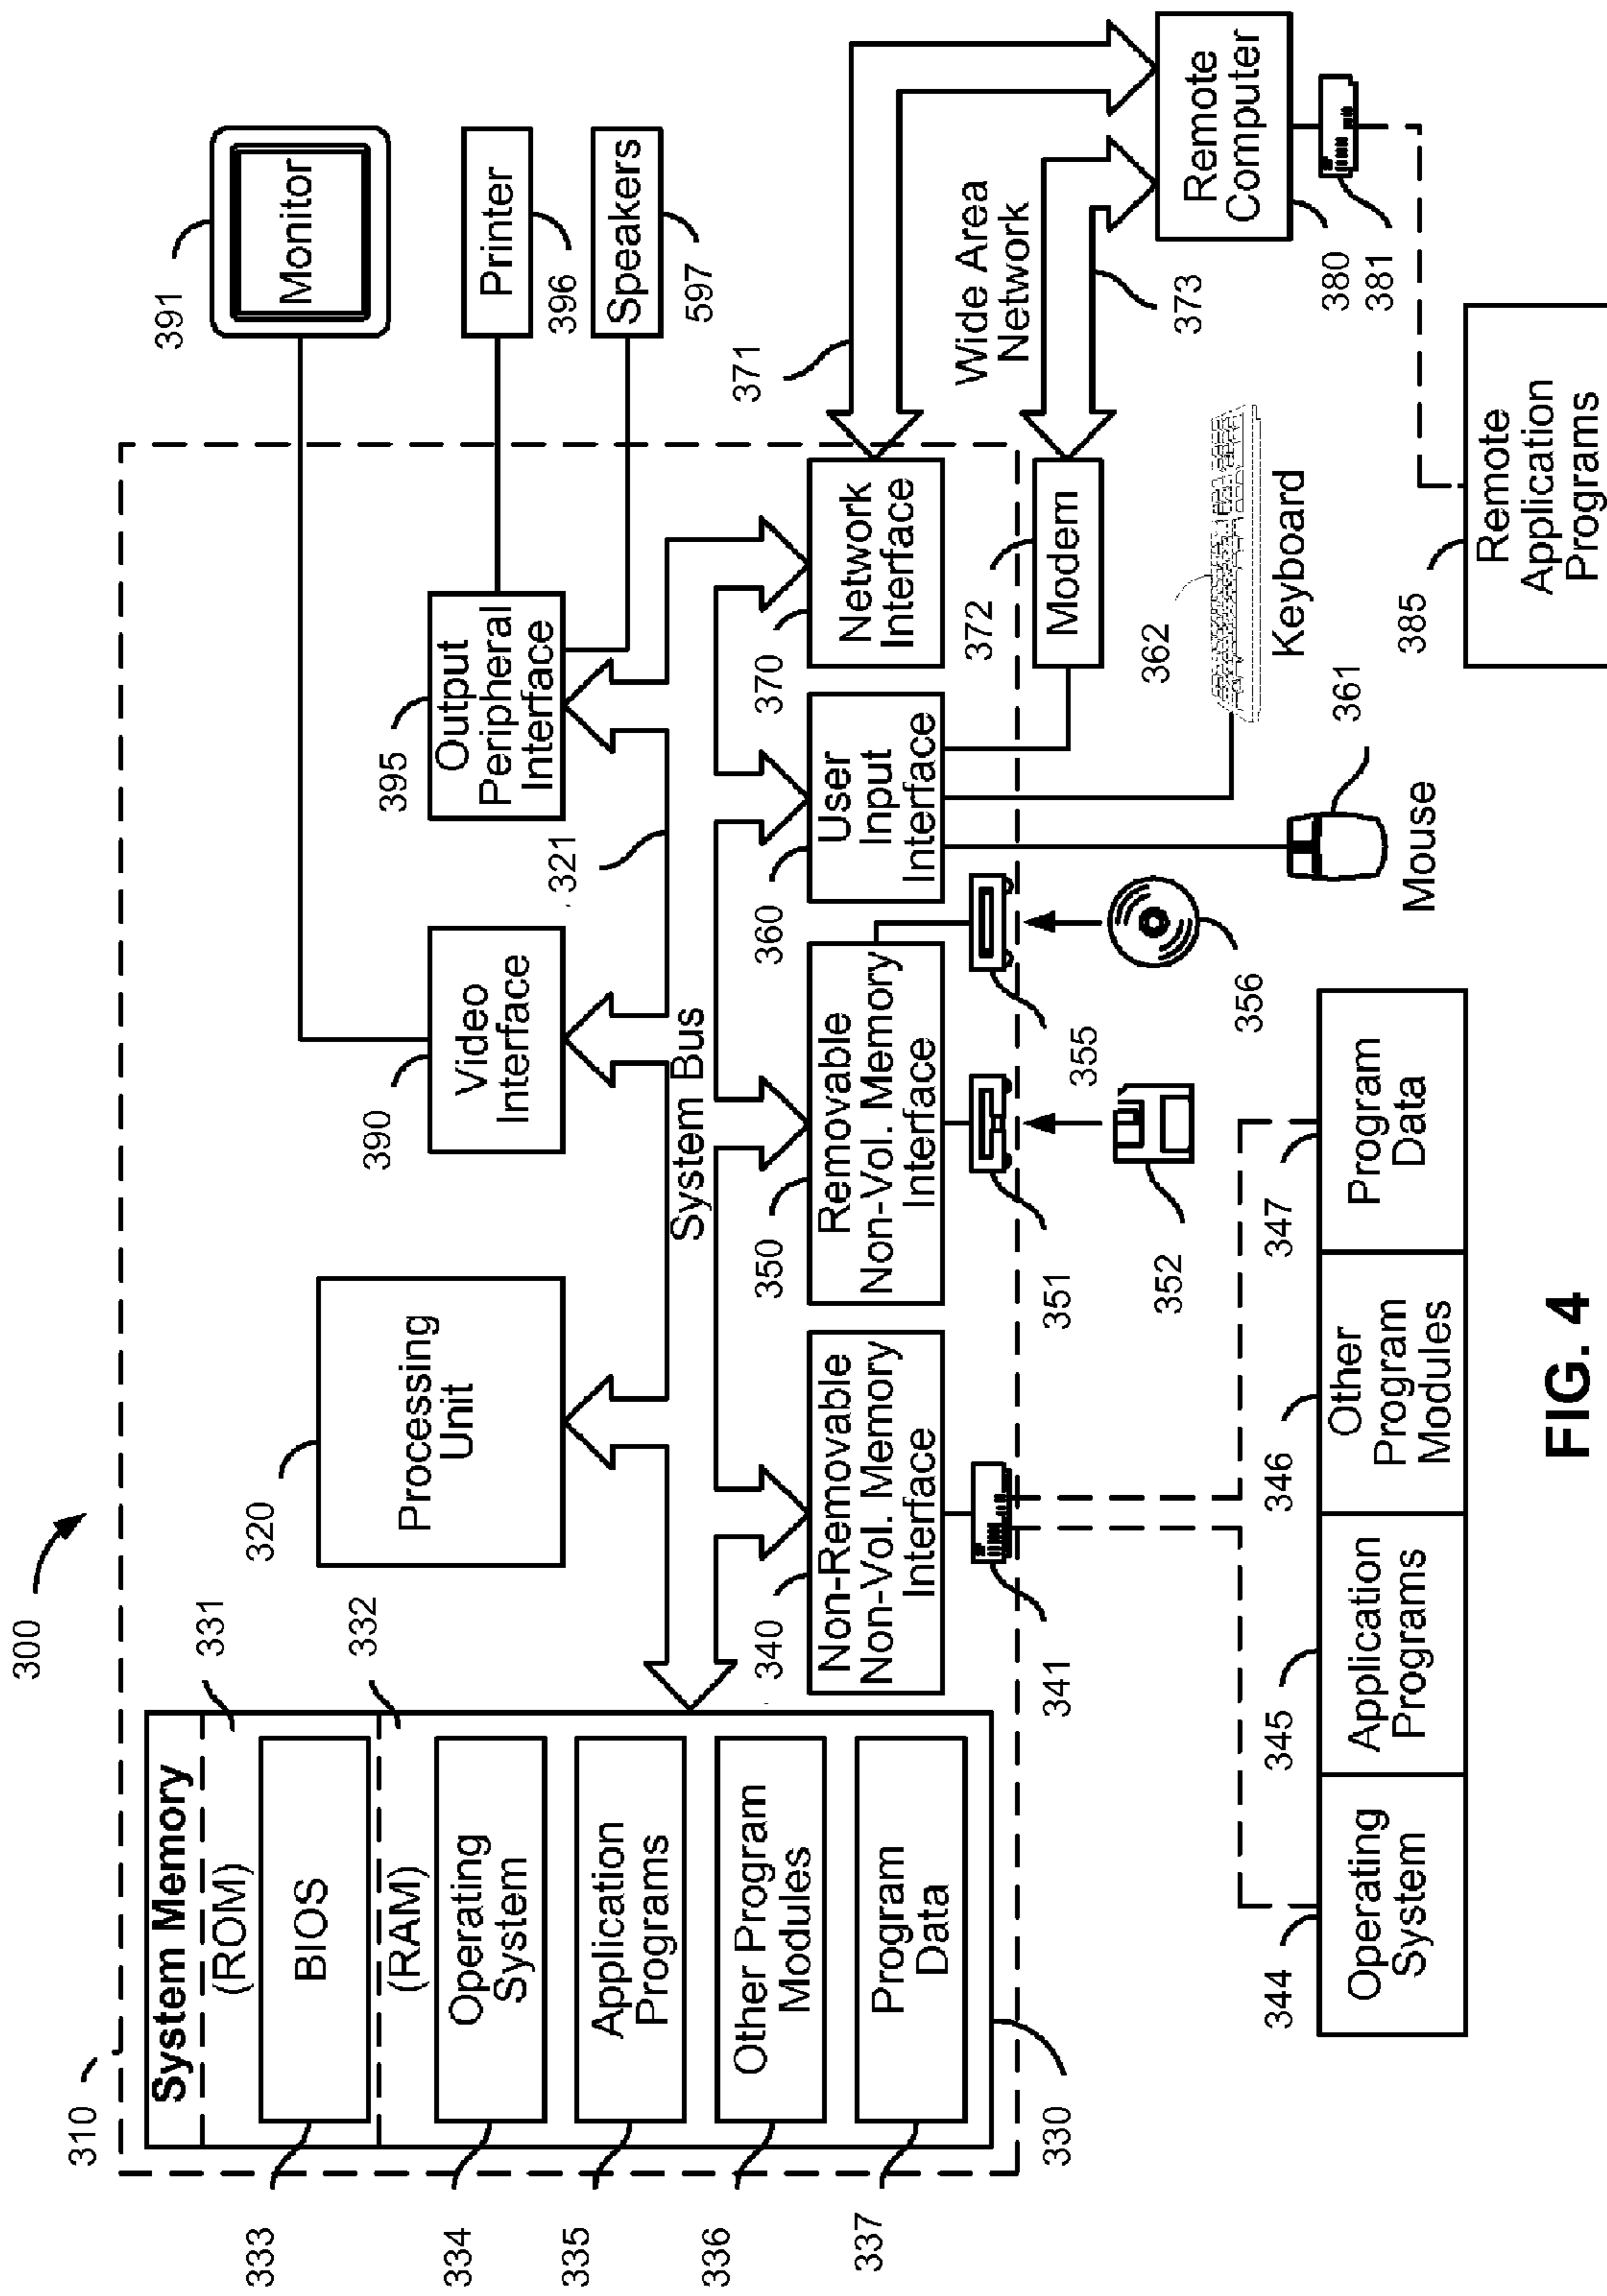 300
310
System Memory
(ROM)
331
BIOS
333
(RAM)
332
Operating
System
334
Application
Programs
335
Other Program
Modules
336
Program
Data
337
330
320
Processing
Unit
390
Video
Interface
395
Output
Peripheral
Interface
391
Monitor
Printer
396
Speakers
597
System Bus
321
340
Non-Removable
Non-Vol. Memory
Interface
341
350
Removable
Non-Vol. Memory
Interface
351
352
355
356
360
User
Input
Interface
370
Network
Interface
371
372
Modem
Wide Area
Network
373
362
Keyboard
361
Mouse
Remote
Computer
380
381
385
Remote
Application
Programs
344
Operating
System
345
Application
Programs
346
Other
Program
Modules
347
Program
Data
FIG. 4